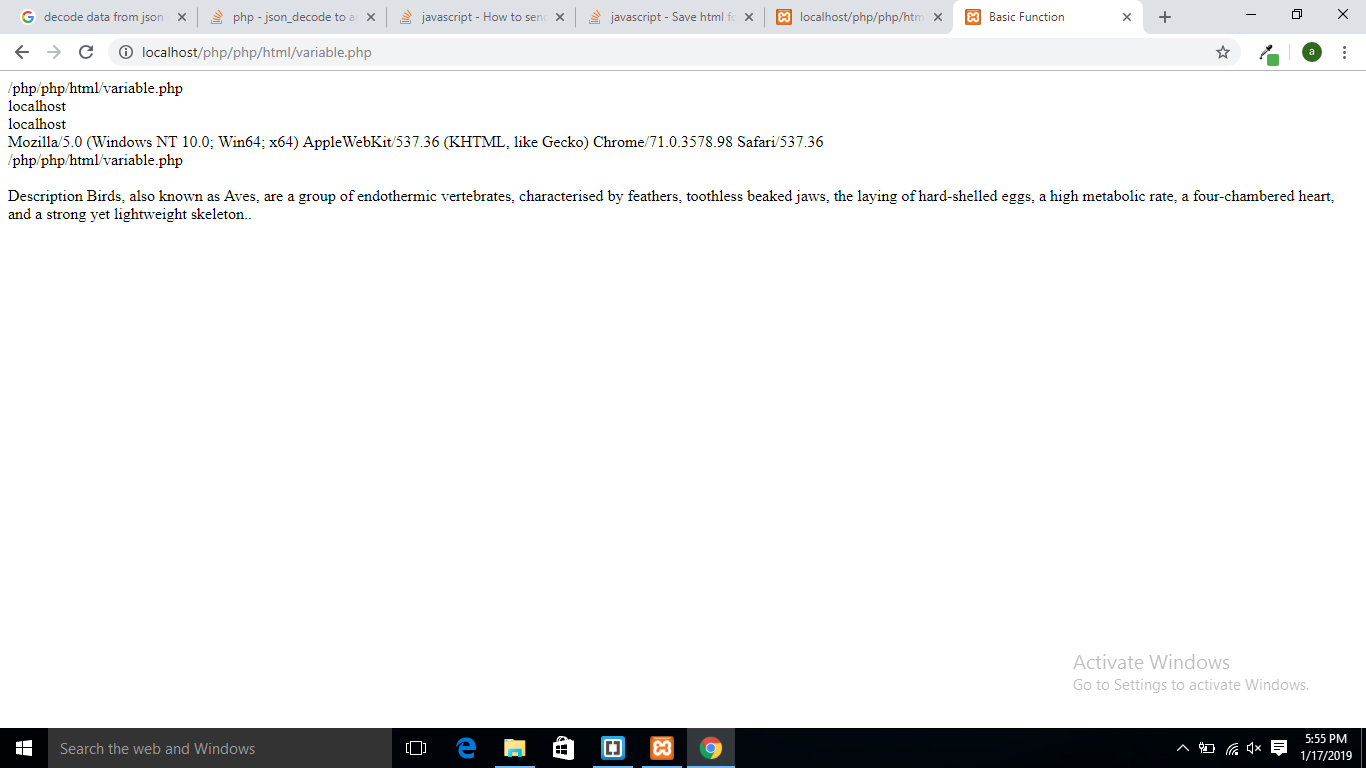 decode data from json
php - json_decode to a
javascript - How to sen
javascript - Save html fo
localhost/php/php/htm
Basic Function
localhost/php/php/html/variable.php
a
/php/php/html/variable.php
localhost
localhost
Mozilla/5.0 (Windows NT 10.0; Win64; x64) AppleWebKit/537.36 (KHTML, like Gecko) Chrome/71.0.3578.98 Safari/537.36
/php/php/html/variable.php
Description Birds, also known as Aves, are a group of endothermic vertebrates, characterised by feathers, toothless beaked jaws, the laying of hard-shelled eggs, a high metabolic rate, a four-chambered heart,
and a strong yet lightweight skeleton..
Activate Windows
Go to Settings to activate Windows.
Search the web and Windows
5:55 PM
1/17/2019